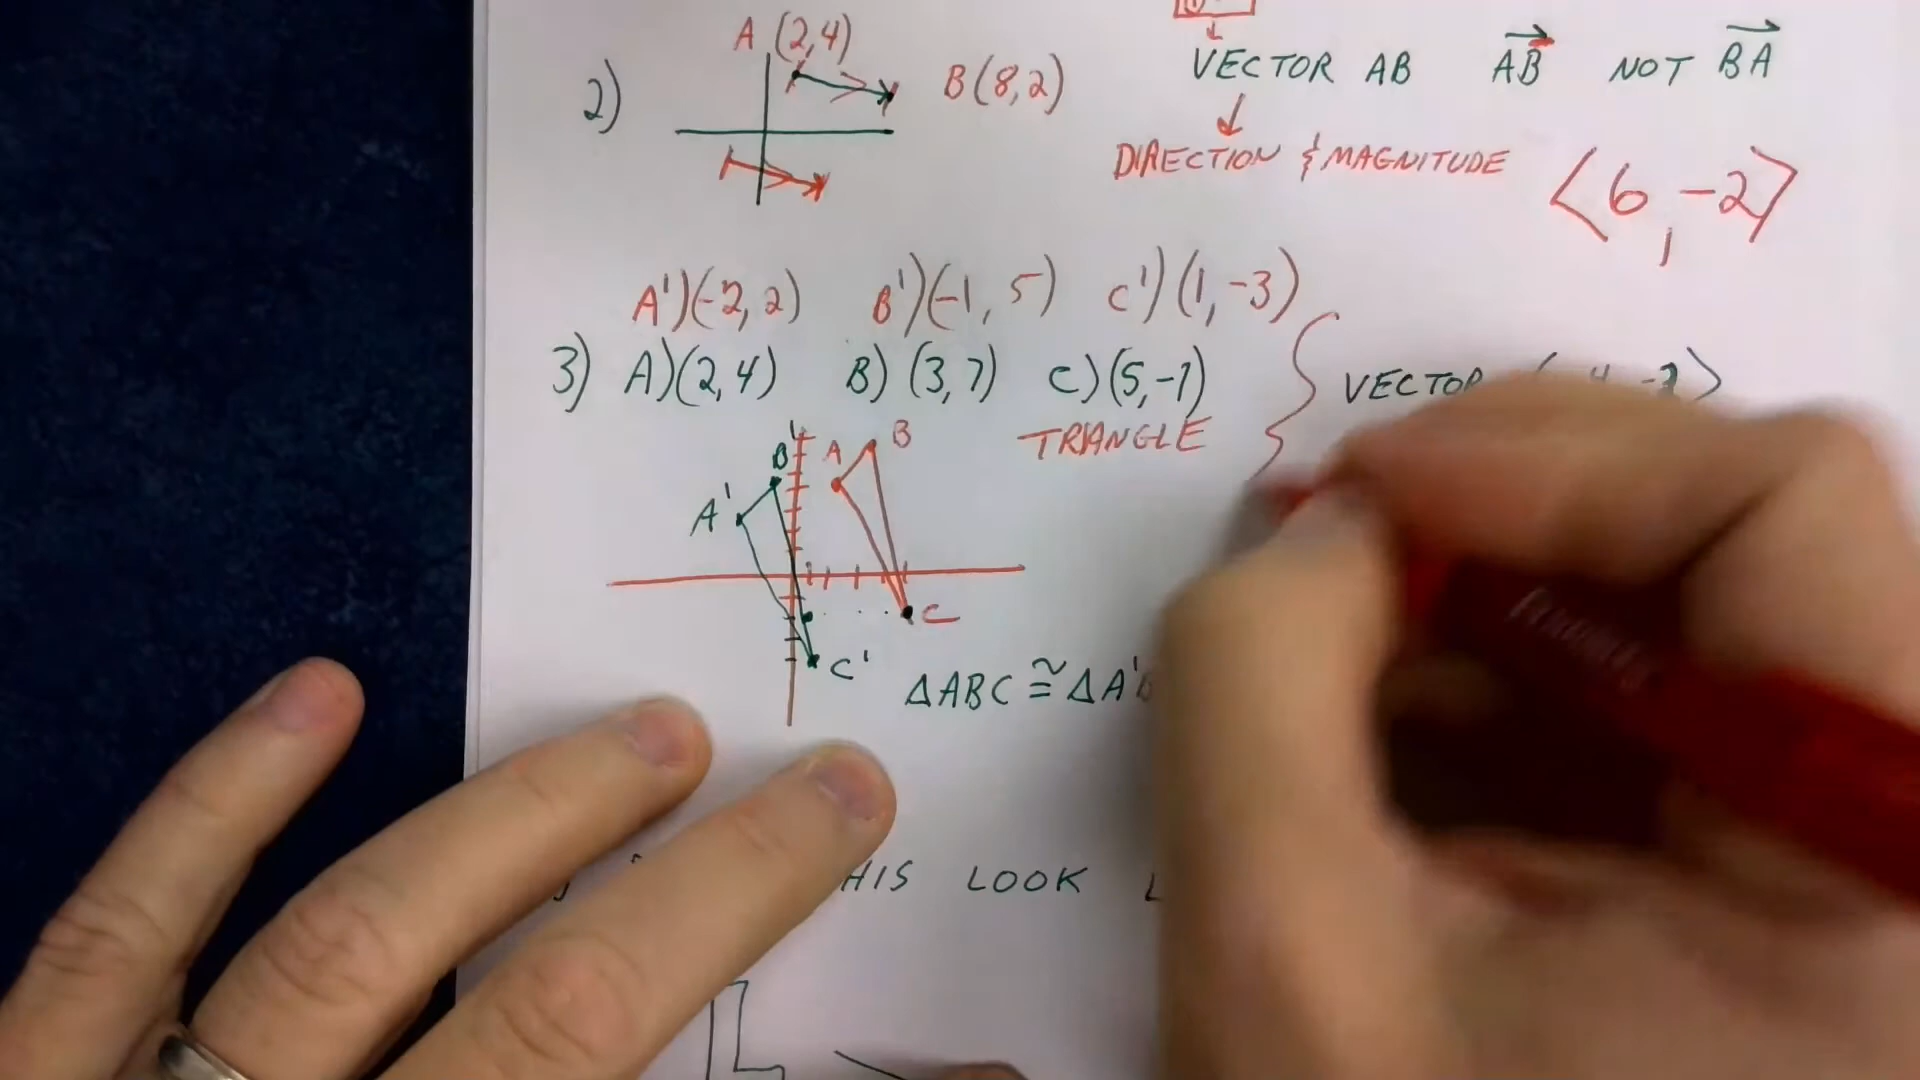 A (2,4)
VECTOR AB AB NOT BA
2) B(8,2)
DIRECTION & MAGNITUDE
<6, -2>
A')(-2, 2) B')(-1, 5) C')(1, -3)
3) A)(2,4) B) (3,7) C)(5,-1)
VECTOR
TRIANGLE
B' A B
A'
C
C'
ΔABC ≅ ΔA'
HIS LOOK